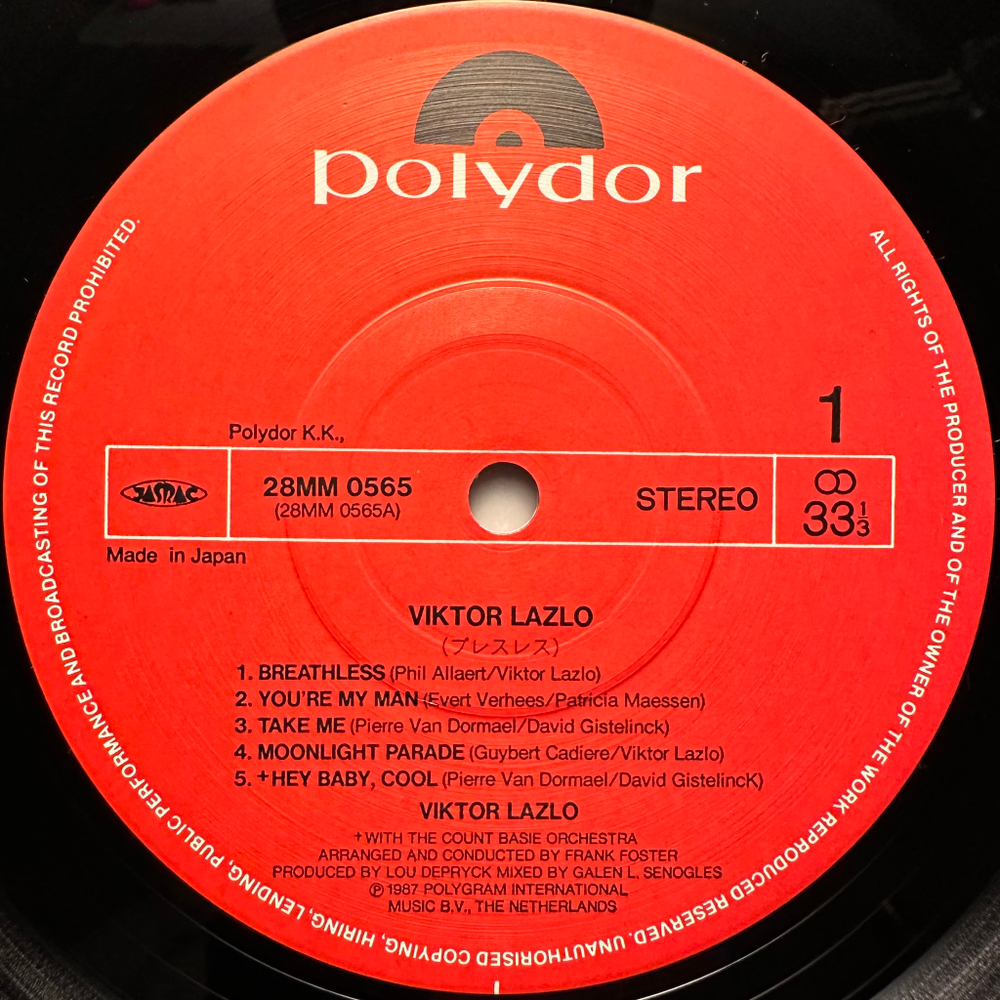 polydor
Polydor K.K.,
1
JASRAC
28MM 0565
(28MM 0565A)
STEREO
33⅓
Made in Japan
VIKTOR LAZLO
(ブレスレス)
1. BREATHLESS (Phil Allaert/Viktor Lazlo)
2. YOU'RE MY MAN (Evert Verhees/Patricia Maessen)
3. TAKE ME (Pierre Van Dormael/David Gistelinck)
4. MOONLIGHT PARADE (Guybert Cadiere/Viktor Lazlo)
5. +HEY BABY, COOL (Pierre Van Dormael/David GistelincK)
VIKTOR LAZLO
+WITH THE COUNT BASIE ORCHESTRA
ARRANGED AND CONDUCTED BY FRANK FOSTER
PRODUCED BY LOU DEPRYCK MIXED BY GALEN L. SENOGLES
℗ 1987 POLYGRAM INTERNATIONAL
MUSIC B.V., THE NETHERLANDS
ALL RIGHTS OF THE PRODUCER AND OF THE OWNER OF THE WORK REPRODUCED RESERVED. UNAUTHORISED COPYING, HIRING, LENDING, PUBLIC PERFORMANCE AND BROADCASTING OF THIS RECORD PROHIBITED.